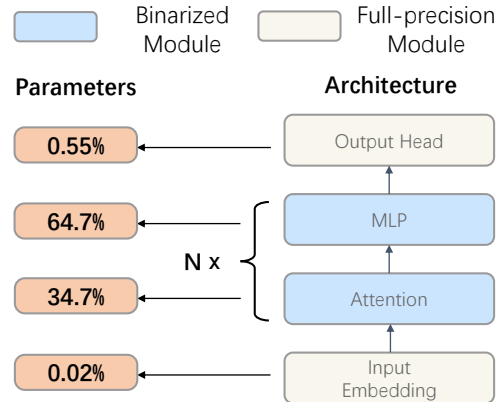 Binarized
Module
Full-precision
Module
Parameters
Architecture
0.55%
Output Head
64.7%
MLP
N x
34.7%
Attention
0.02%
Input
Embedding